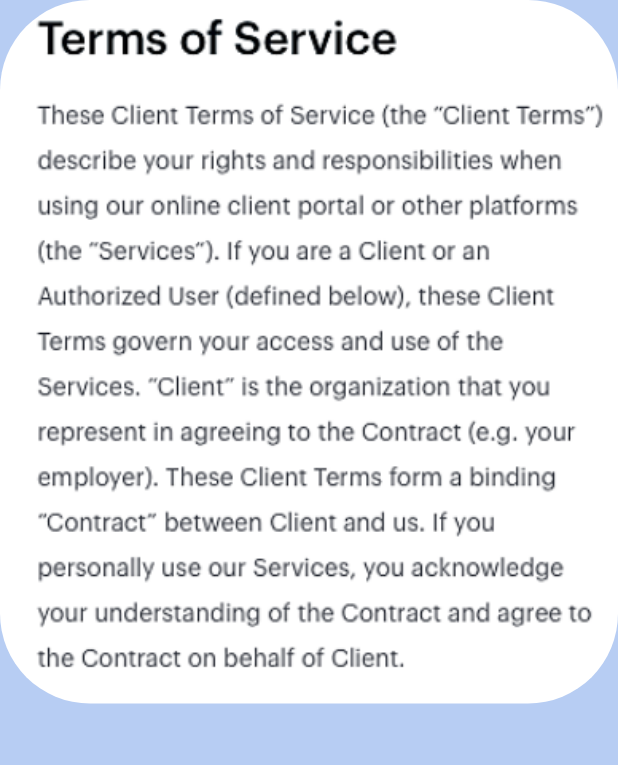 Terms of Service
These Client Terms of Service (the “Client Terms”)
describe your rights and responsibilities when
using our online client portal or other platforms
(the “Services”). If you are a Client or an
Authorized User (defined below), these Client
Terms govern your access and use of the
Services. “Client” is the organization that you
represent in agreeing to the Contract (e.g. your
employer). These Client Terms form a binding
“Contract” between Client and us. If you
personally use our Services, you acknowledge
your understanding of the Contract and agree to
the Contract on behalf of Client.